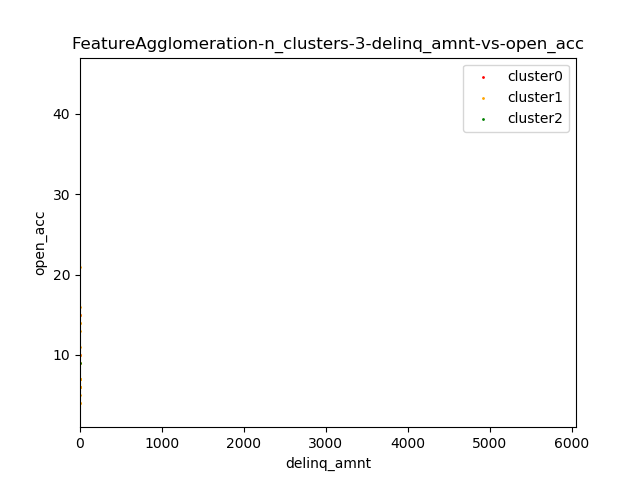 FeatureAgglomeration-n_clusters-3-delinq_amnt-vs-open_acc
cluster0
cluster1
cluster2
open_acc
40
30
20
10
0
1000
2000
3000
4000
5000
6000
delinq_amnt